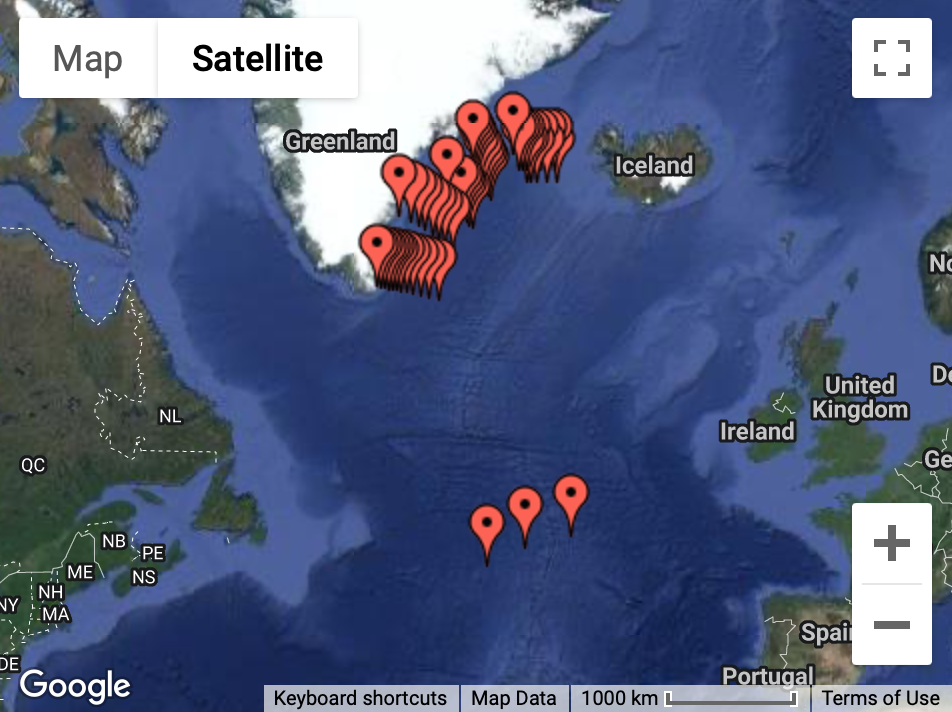 Map
Satellite
Greenland
Iceland
No
De
United
Kingdom
Ireland
NL
QC
Ge
NB
PE
ME
NS
NH
NY
MA
Spain
DE
Portugal
Google
Keyboard shortcuts
Map Data
1000 km
Terms of Use